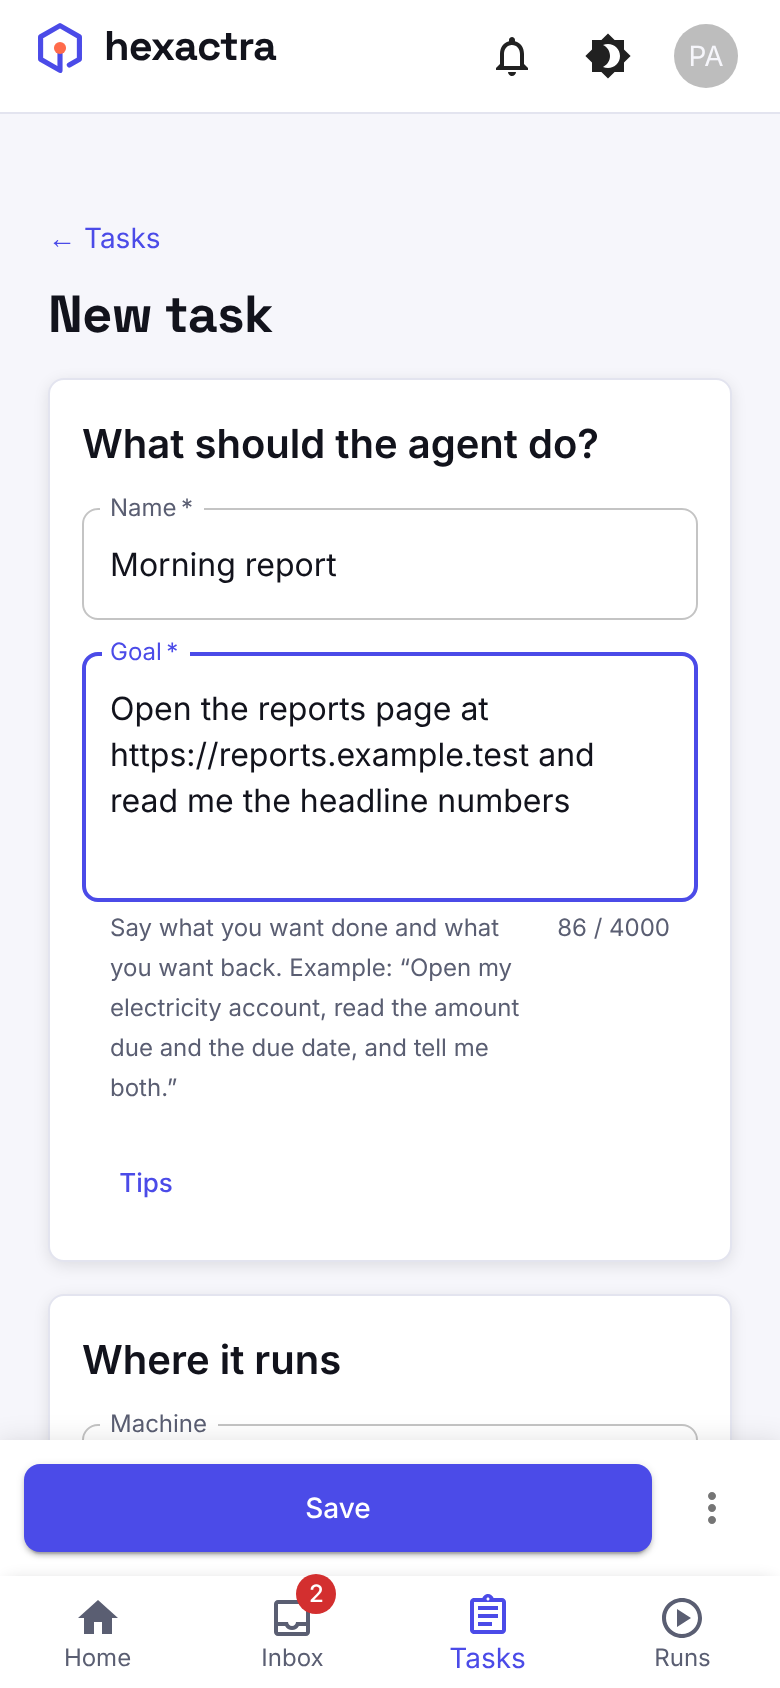 hexactra
PA
← Tasks
New task
What should the agent do?
Name *
Morning report
Goal *
Open the reports page at
https://reports.example.test and
read me the headline numbers
Say what you want done and what
you want back. Example: “Open my
electricity account, read the amount
due and the due date, and tell me
both.”
86 / 4000
Tips
Where it runs
Machine
Save
2
Home
Inbox
Tasks
Runs